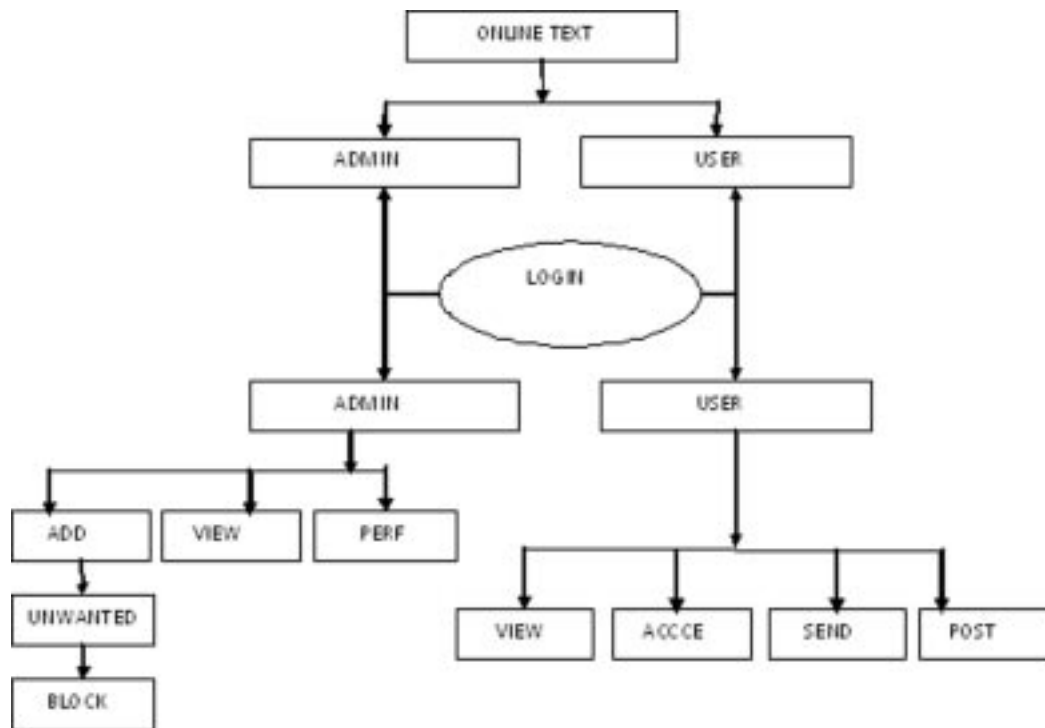 ONLINE TEXT
ADMIN
USER
LOGIN
ADMIN
USER
ADD
VIEW
PERF
UNWANTED
BLOCK
VIEW
ACCCE
SEND
POST